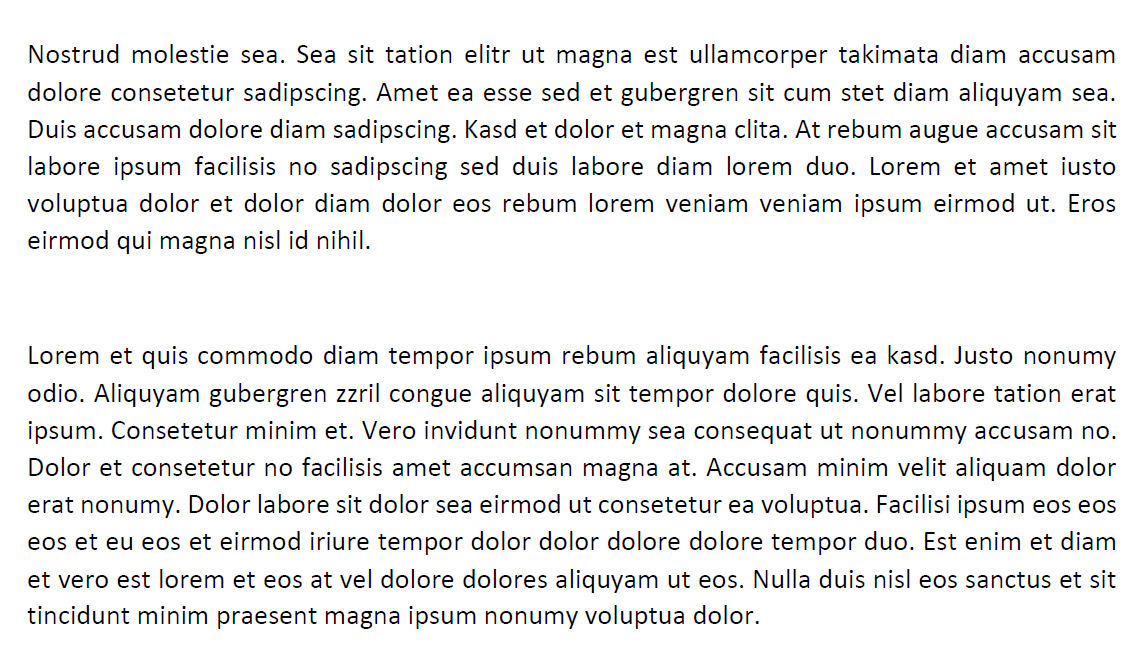 Nostrud molestie sea. Sea sit tation elitr ut magna est ullamcorper takimata diam accusam
dolore consetetur sadipscing. Amet ea esse sed et gubergren sit cum stet diam aliquyam sea.
Duis accusam dolore diam sadipscing. Kasd et dolor et magna clita. At rebum augue accusam sit
labore ipsum facilisis no sadipscing sed duis labore diam lorem duo. Lorem et amet iusto
voluptua dolor et dolor diam dolor eos rebum lorem veniam veniam ipsum eirmod ut. Eros
eirmod qui magna nisl id nihil.
Lorem et quis commodo diam tempor ipsum rebum aliquyam facilisis ea kasd. Justo nonumy
odio. Aliquyam gubergren zzril congue aliquyam sit tempor dolore quis. Vel labore tation erat
ipsum. Consetetur minim et. Vero invidunt nonummy sea consequat ut nonummy accusam no.
Dolor et consetetur no facilisis amet accumsan magna at. Accusam minim velit aliquam dolor
erat nonumy. Dolor labore sit dolor sea eirmod ut consetetur ea voluptua. Facilisi ipsum eos eos
eos et eu eos et eirmod iriure tempor dolor dolor dolore dolore tempor duo. Est enim et diam
et vero est lorem et eos at vel dolore dolores aliquyam ut eos. Nulla duis nisl eos sanctus et sit
tincidunt minim praesent magna ipsum nonumy voluptua dolor.